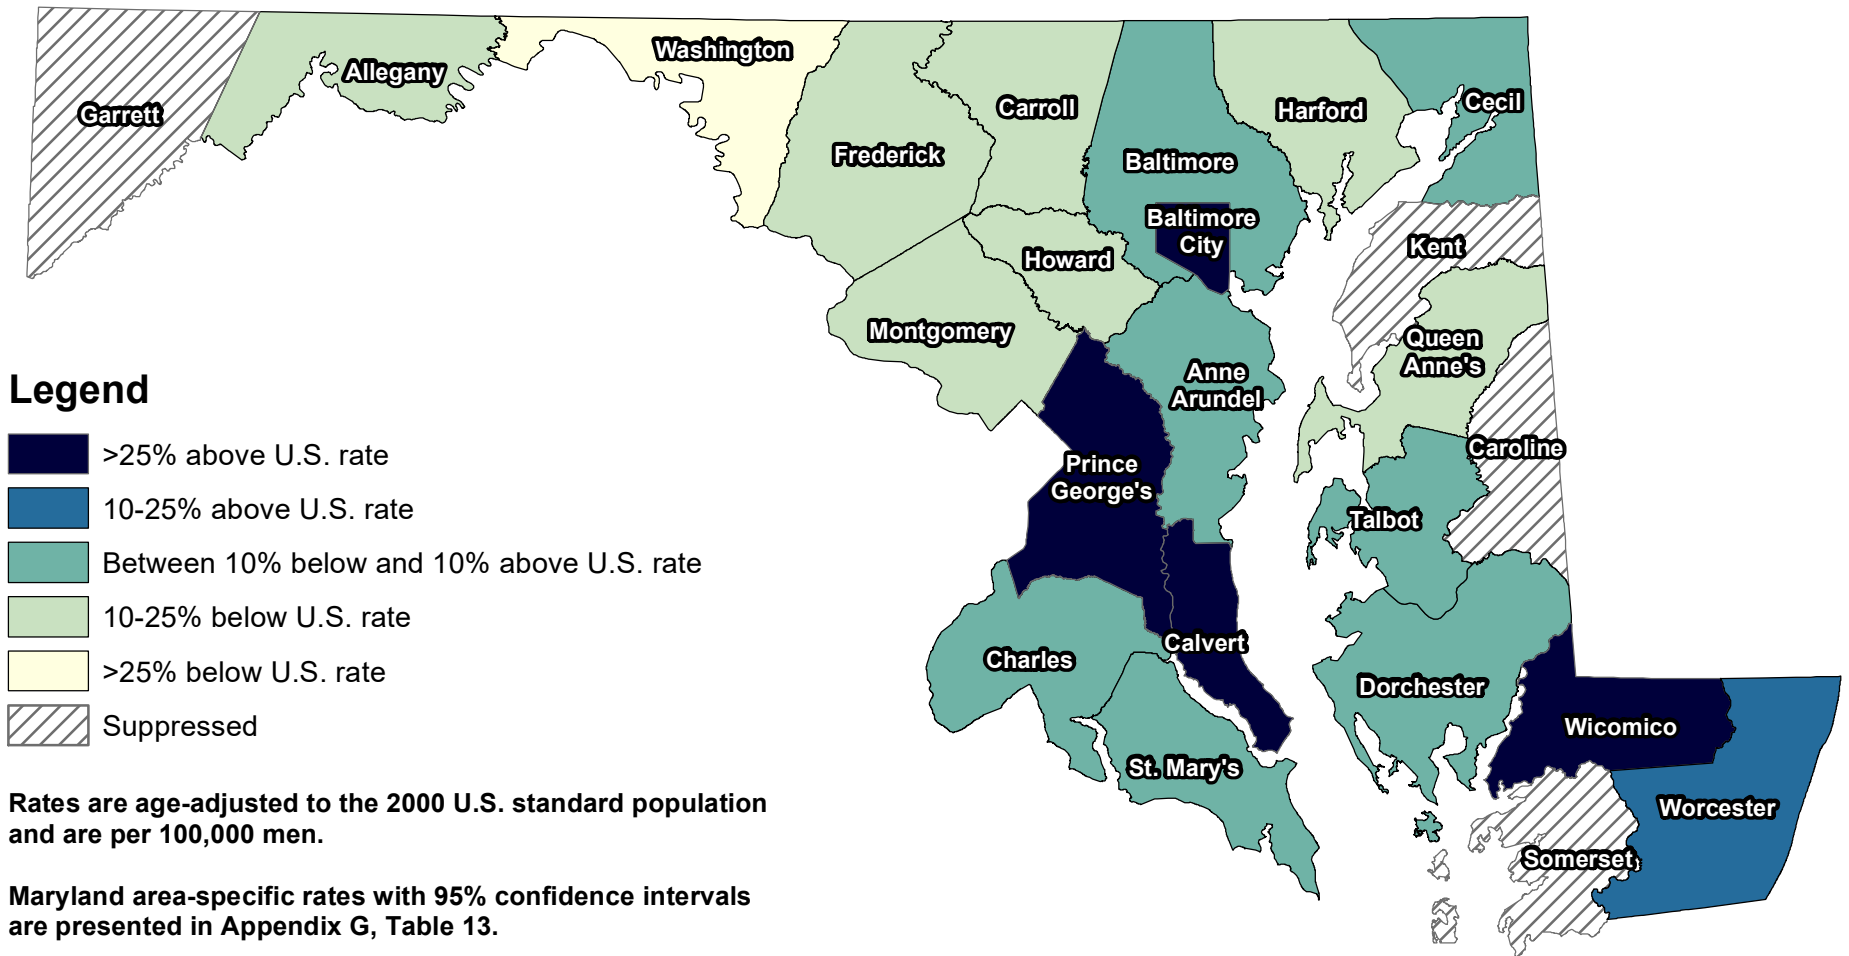 Washington
Allegany
Garrett
Carroll
Harford
Cecil
Frederick
Baltimore
Baltimore
City
Howard
Kent
Montgomery
Queen
Anne's
Anne
Arundel
Caroline
Prince
George's
Talbot
Calvert
Charles
Dorchester
Wicomico
St. Mary's
Worcester
Somerset
Legend
>25% above U.S. rate
10-25% above U.S. rate
Between 10% below and 10% above U.S. rate
10-25% below U.S. rate
>25% below U.S. rate
Suppressed
Rates are age-adjusted to the 2000 U.S. standard population
and are per 100,000 men.
Maryland area-specific rates with 95% confidence intervals
are presented in Appendix G, Table 13.